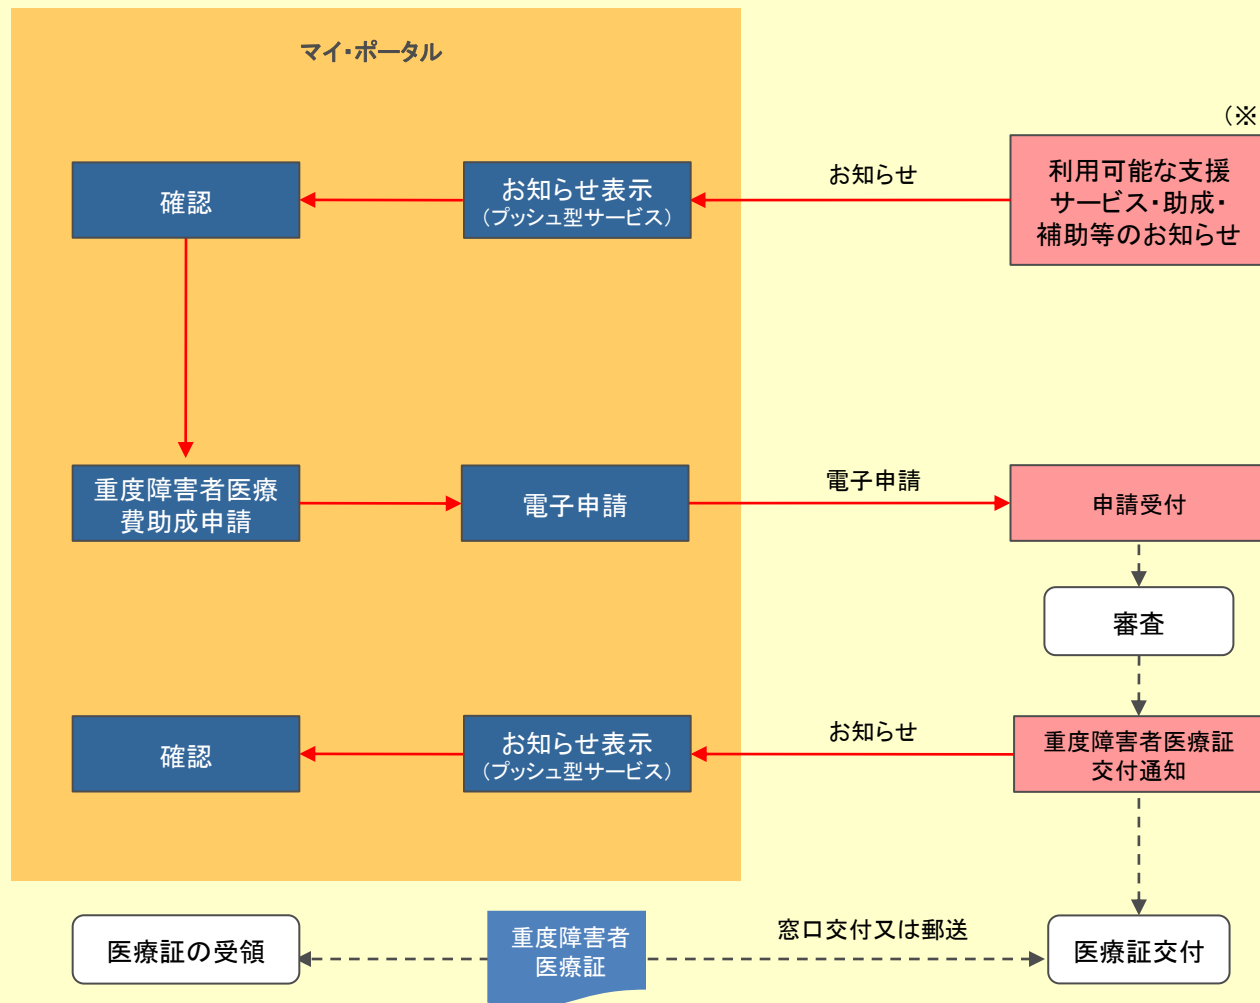 マイ・ポータル
（※
確認
お知らせ表示
（プッシュ型サービス）
お知らせ
利用可能な支援
サービス・助成・
補助等のお知らせ
重度障害者医療
費助成申請
電子申請
電子申請
申請受付
審査
確認
お知らせ表示
（プッシュ型サービス）
お知らせ
重度障害者医療証
交付通知
医療証の受領
重度障害者
医療証
窓口交付又は郵送
医療証交付